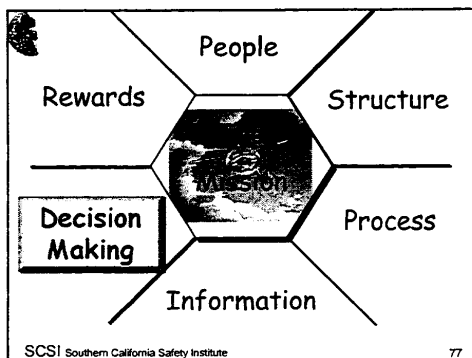 People
Rewards
Structure
Mission
Decision
Making
Process
Information
SCSI Southern California Safety Institute
77